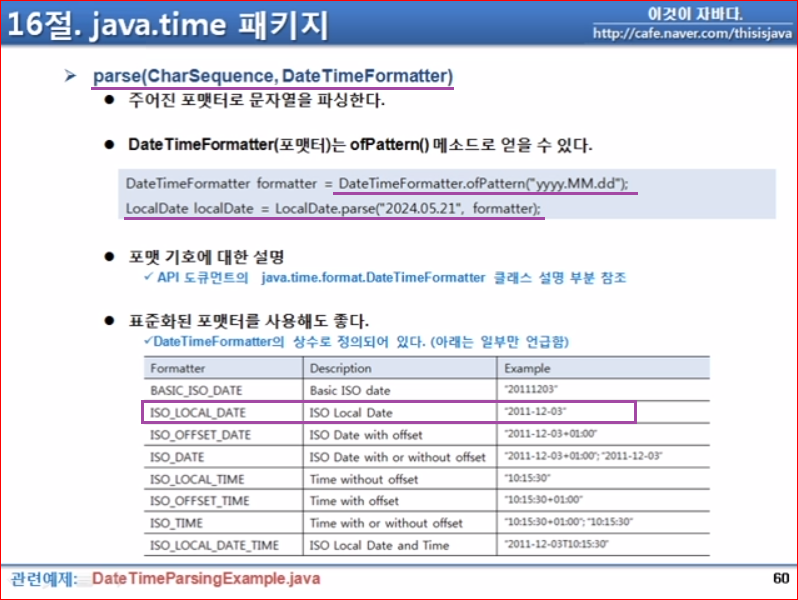 16절. java.time 패키지
이것이 자바다.
http://cafe.naver.com/thisisjava
➢ parse(CharSequence, DateTimeFormatter)
● 주어진 포맷터로 문자열을 파싱한다.
● DateTimeFormatter(포맷터)는 ofPattern() 메소드로 얻을 수 있다.
DateTimeFormatter formatter = DateTimeFormatter.ofPattern("yyyy.MM.dd");
LocalDate localDate = LocalDate.parse("2024.05.21", formatter);
● 포맷 기호에 대한 설명
✓ API 도큐먼트의 java.time.format.DateTimeFormatter 클래스 설명 부분 참조
● 표준화된 포맷터를 사용해도 좋다.
✓DateTimeFormatter의 상수로 정의되어 있다. (아래는 일부만 언급함)
Formatter Description Example
BASIC_ISO_DATE Basic ISO date "20111203"
ISO_LOCAL_DATE ISO Local Date "2011-12-03"
ISO_OFFSET_DATE ISO Date with offset "2011-12-03+01:00"
ISO_DATE ISO Date with or without offset "2011-12-03+01:00"; "2011-12-03"
ISO_LOCAL_TIME Time without offset "10:15:30"
ISO_OFFSET_TIME Time with offset "10:15:30+01:00"
ISO_TIME Time with or without offset "10:15:30+01:00"; "10:15:30"
ISO_LOCAL_DATE_TIME ISO Local Date and Time "2011-12-03T10:15:30"
관련예제: DateTimeParsingExample.java
60